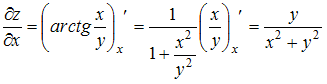 ∂z/∂x = (arctg x/y)′ₓ = 1/(1 + x²/y²) (x/y)′ₓ = y/(x² + y²)